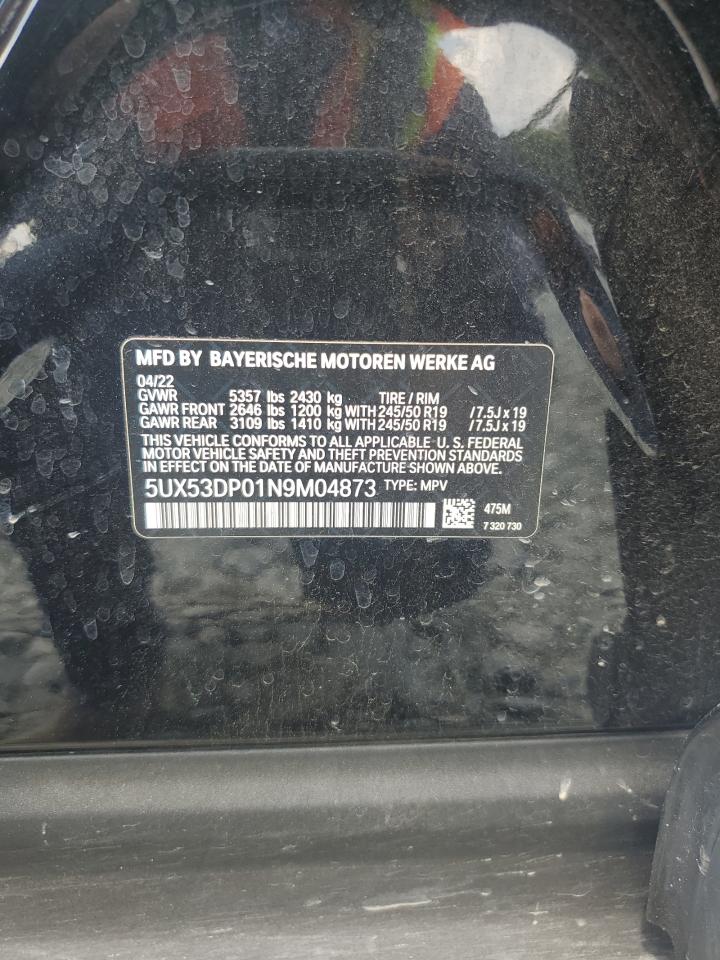 MFD BY BAYERISCHE MOTOREN WERKE AG
04/22
GVWR 5357 lbs 2430 kg TIRE / RIM
GAWR FRONT 2646 lbs 1200 kg WITH 245/50 R19 / 7.5J x 19
GAWR REAR 3109 lbs 1410 kg WITH 245/50 R19 / 7.5J x 19
THIS VEHICLE CONFORMS TO ALL APPLICABLE U. S. FEDERAL
MOTOR VEHICLE SAFETY AND THEFT PREVENTION STANDARDS
IN EFFECT ON THE DATE OF MANUFACTURE SHOWN ABOVE.
5UX53DP01N9M04873 TYPE: MPV
475M
7 320 730